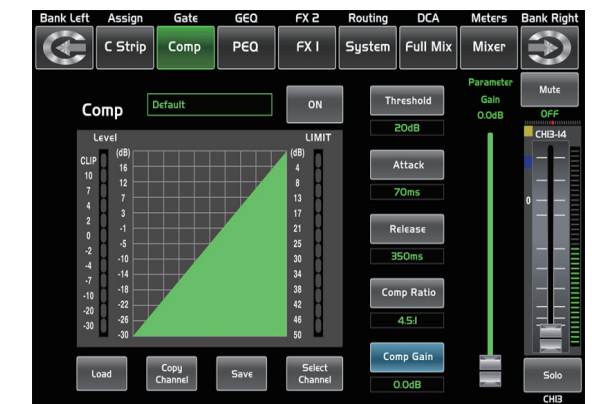 Bank Left Assign Gate GEQ FX 2 Routing DCA Meters Bank Right
C Strip Comp PEQ FX 1 System Full Mix Mixer
Parameter
Gain
0.0dB
Mute
OFF
CH13-14
0
Solo
CH13
Comp
Default
ON
Level
LIMIT
CLIP
10
7
4
2
0
-2
-4
-7
-10
-20
-30
(dB)
16
12
7
3
-1
-5
-10
-14
-18
-22
-26
-30
(dB)
4
8
13
17
21
25
30
34
38
42
46
50
Threshold
20dB
Attack
70ms
Release
350ms
Comp Ratio
4.5:1
Comp Gain
0.0dB
Load
Copy
Channel
Save
Select
Channel